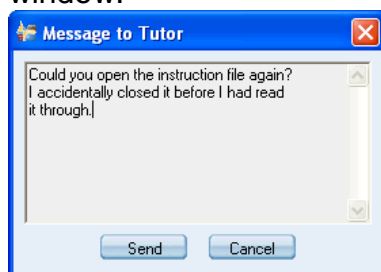 window.
Message to Tutor
Could you open the instruction file again?
I accidentally closed it before I had read
it through.
Send
Cancel